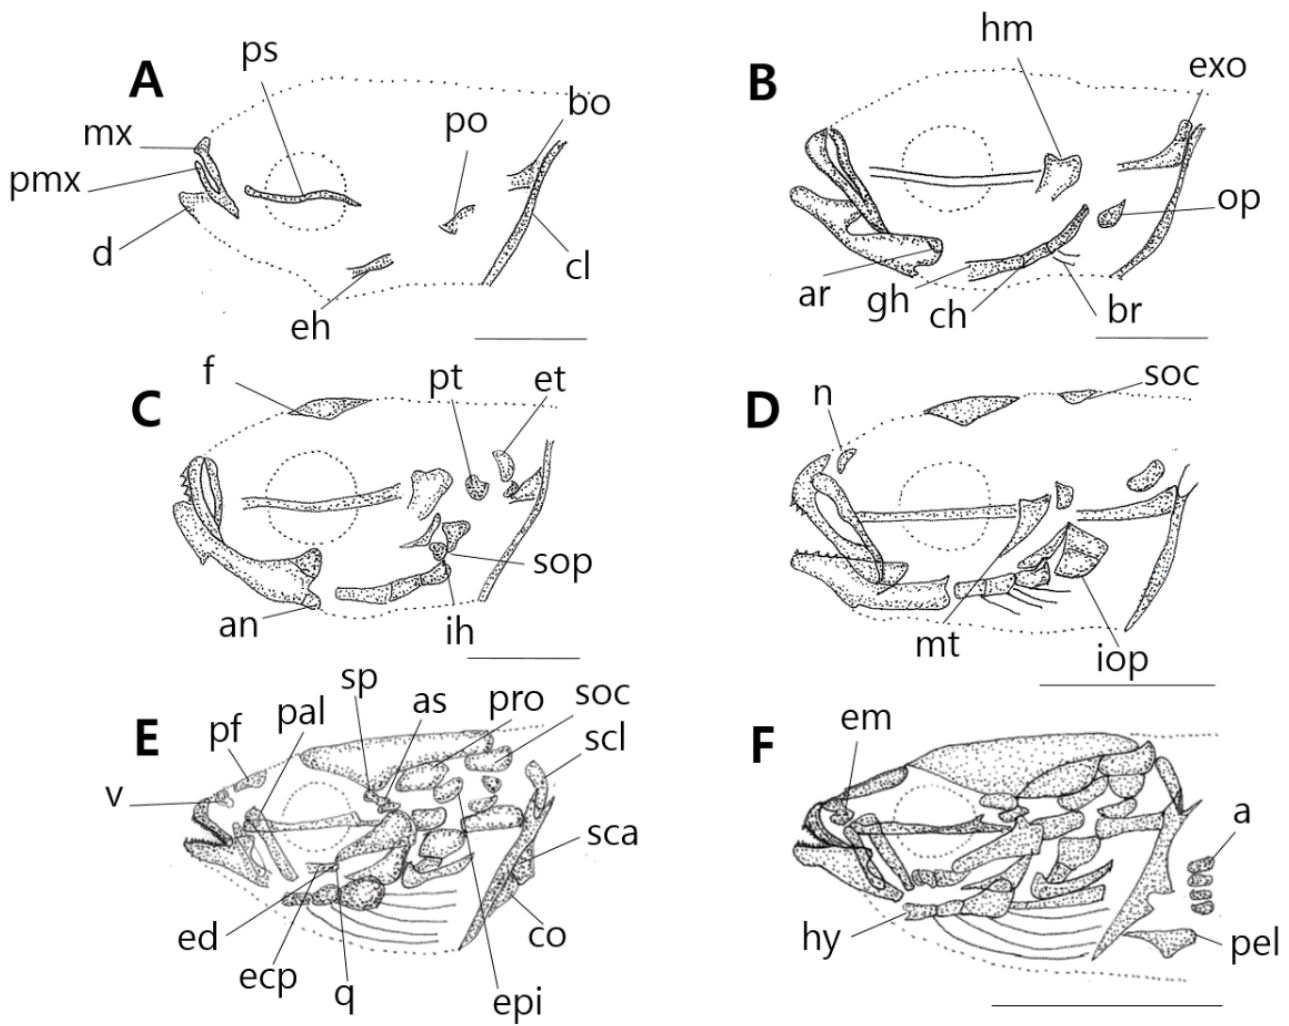 A
ps
mx
pmx
d
po
bo
cl
eh
B
hm
exo
op
ar
gh
ch
br
C
f
pt
et
sop
an
ih
D
n
soc
mt
iop
E
v
pf
pal
sp
as
pro
soc
scl
sca
co
epi
q
ecp
ed
F
em
a
hy
pel